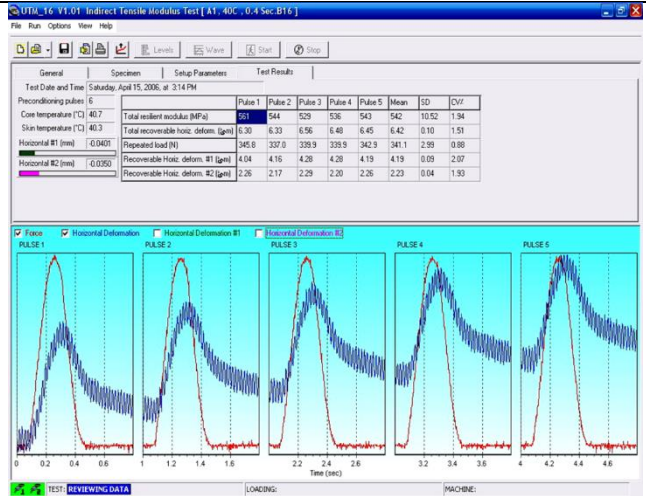 UTM_16 V1.01 Indirect Tensile Modulus Test [ A1, 40C , 0.4 Sec.B16 ]
File Run Options View Help
Levels Wave Start Stop
General Specimen Setup Parameters Test Results
Test Date and Time Saturday, April 15, 2006, at 3:14 PM
Preconditioning pulses 6 Pulse 1 Pulse 2 Pulse 3 Pulse 4 Pulse 5 Mean SD CV%
Core temperature (°C) 40.7 Total resilient modulus (MPa) 561 544 529 536 543 542 10.52 1.94
Skin temperature (°C) 40.3 Total recoverable horiz. deform. (µm) 6.30 6.33 6.56 6.48 6.45 6.42 0.10 1.51
Horizontal #1 (mm) -0.0401 Repeated load (N) 345.8 337.0 339.9 339.9 342.9 341.1 2.99 0.88
Recoverable Horiz. deform. #1 (µm) 4.04 4.16 4.28 4.28 4.19 4.19 0.09 2.07
Horizontal #2 (mm) -0.0350 Recoverable Horiz. deform. #2 (µm) 2.26 2.17 2.29 2.20 2.26 2.23 0.04 1.93
Force Horizontal Deformation Horizontal Deformation #1 Horizontal Deformation #2
PULSE 1 PULSE 2 PULSE 3 PULSE 4 PULSE 5
0 0.2 0.4 0.6 1 1.2 1.4 1.6 2.2 2.4 2.6 3.2 3.4 3.6 4 4.2 4.4 4.6
Time (sec)
TEST: REVIEWING DATA LOADING: MACHINE: